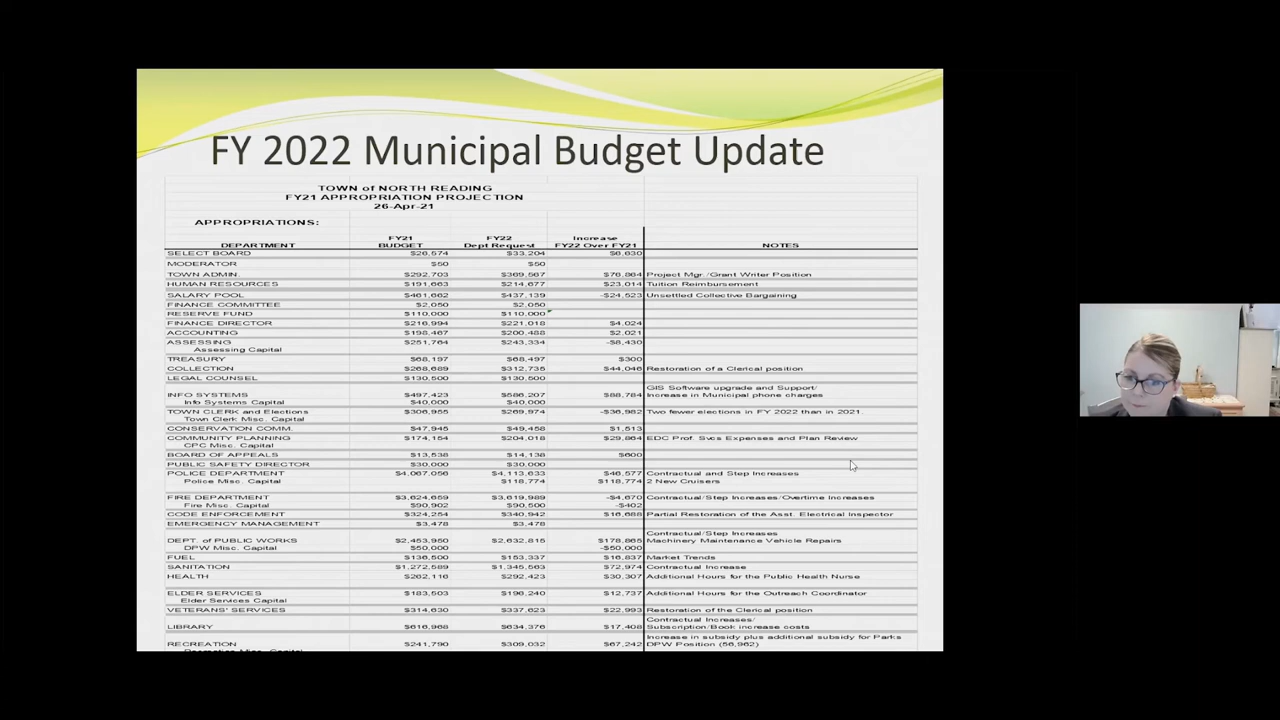 FY 2022 Municipal Budget Update
TOWN of NORTH READING
FY21 APPROPRIATION PROJECTION
26-Apr-21
APPROPRIATIONS:
FY21 FY22 Increase
DEPARTMENT BUDGET Dept Request FY22 Over FY21 NOTES
SELECT BOARD $26,574 $33,204 $6,630
MODERATOR $50 $50
TOWN ADMIN. $292,703 $369,567 $76,864 Project Mgr./Grant Writer Position
HUMAN RESOURCES $191,663 $214,677 $23,014 Tuition Reimbursement
SALARY POOL $461,662 $437,139 -$24,523 Unsettled Collective Bargaining
FINANCE COMMITTEE $2,050 $2,050
RESERVE FUND $110,000 $110,000
FINANCE DIRECTOR $216,994 $221,018 $4,024
ACCOUNTING $198,467 $200,488 $2,021
ASSESSING $251,764 $243,334 -$8,430
Assessing Capital
TREASURY $68,197 $68,497 $300
COLLECTION $268,689 $312,735 $44,046 Restoration of a Clerical position
LEGAL COUNSEL $130,500 $130,500
GIS Software upgrade and Support/
INFO SYSTEMS $497,423 $586,207 $88,784 Increase in Municipal phone charges
Info Systems Capital $40,000 $40,000
TOWN CLERK and Elections $306,955 $269,974 -$36,982 Two fewer elections in FY 2022 than in 2021.
Town Clerk Misc. Capital
CONSERVATION COMM. $47,945 $49,458 $1,513
COMMUNITY PLANNING $174,154 $204,018 $29,864 EDC Prof. Svcs Expenses and Plan Review
CPC Misc. Capital
BOARD OF APPEALS $13,538 $14,138 $600
PUBLIC SAFETY DIRECTOR $30,000 $30,000
POLICE DEPARTMENT $4,067,056 $4,113,633 $46,577 Contractual and Step Increases
Police Misc. Capital $118,774 $118,774 2 New Cruisers
FIRE DEPARTMENT $3,624,659 $3,619,989 -$4,670 Contractual/Step Increases/Overtime Increases
Fire Misc. Capital $90,902 $90,500 -$402
CODE ENFORCEMENT $324,254 $340,942 $16,688 Partial Restoration of the Asst. Electrical Inspector
EMERGENCY MANAGEMENT $3,478 $3,478
Contractual/Step Increases
DEPT. of PUBLIC WORKS $2,453,950 $2,632,815 $178,865 Machinery Maintenance Vehicle Repairs
DPW Misc. Capital $50,000 -$50,000
FUEL $136,500 $153,337 $16,837 Market Trends
SANITATION $1,272,589 $1,345,563 $72,974 Contractual Increase
HEALTH $262,116 $292,423 $30,307 Additional Hours for the Public Health Nurse
ELDER SERVICES $183,503 $196,240 $12,737 Additional Hours for the Outreach Coordinator
Elder Services Capital
VETERANS' SERVICES $314,630 $337,623 $22,993 Restoration of the Clerical position
Contractual Increases/
LIBRARY $616,968 $634,376 $17,408 Subscription/Book increase costs
Increase in subsidy plus additional subsidy for Parks
RECREATION $241,790 $309,032 $67,242 DPW Position (56,962)